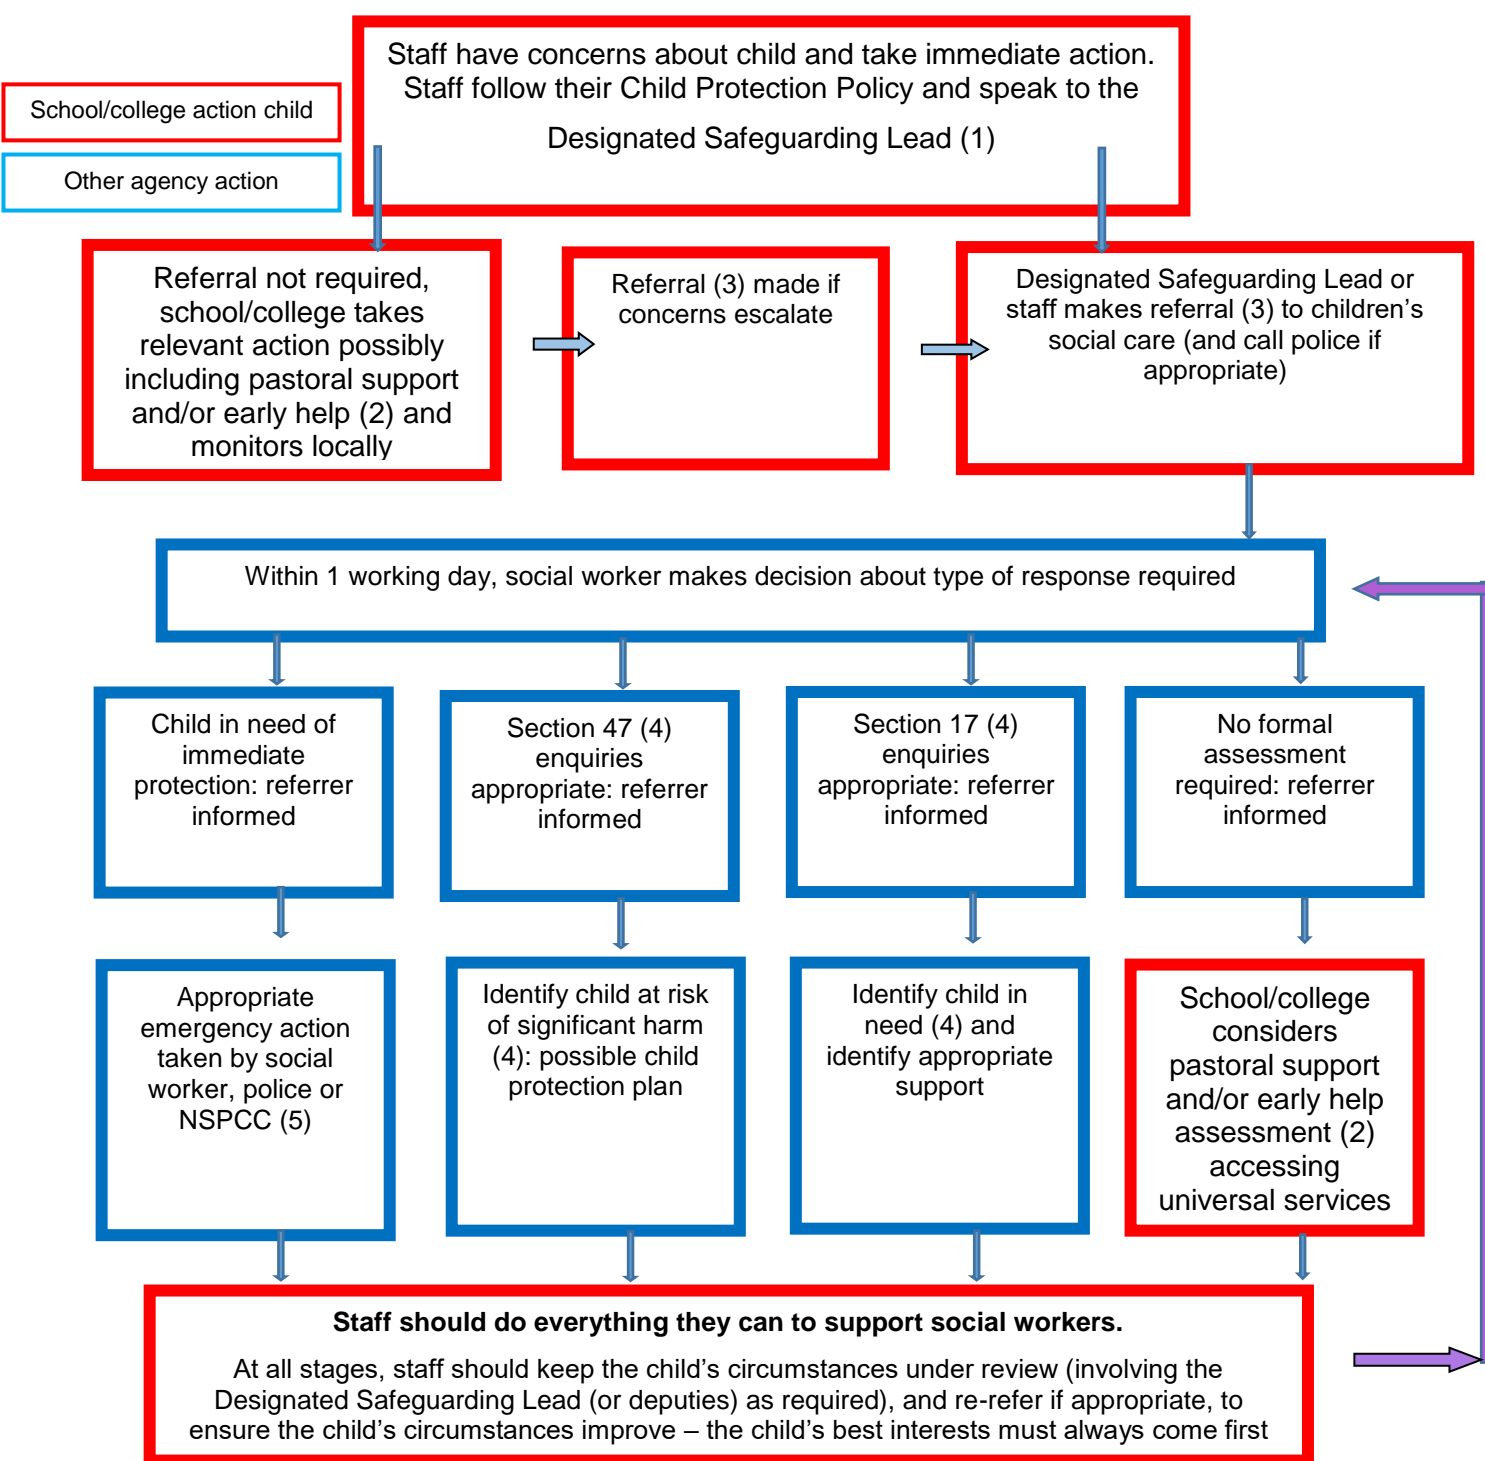 Staff have concerns about child and take immediate action.
Staff follow their Child Protection Policy and speak to the
Designated Safeguarding Lead (1)
School/college action child
Other agency action
Referral not required,
school/college takes
relevant action possibly
including pastoral support
and/or early help (2) and
monitors locally
Referral (3) made if
concerns escalate
Designated Safeguarding Lead or
staff makes referral (3) to children’s
social care (and call police if
appropriate)
Within 1 working day, social worker makes decision about type of response required
Child in need of
immediate
protection: referrer
informed
Section 47 (4)
enquiries
appropriate: referrer
informed
Section 17 (4)
enquiries
appropriate: referrer
informed
No formal
assessment
required: referrer
informed
Appropriate
emergency action
taken by social
worker, police or
NSPCC (5)
Identify child at risk
of significant harm
(4): possible child
protection plan
Identify child in
need (4) and
identify appropriate
support
School/college
considers
pastoral support
and/or early help
assessment (2)
accessing
universal services
Staff should do everything they can to support social workers.
At all stages, staff should keep the child’s circumstances under review (involving the
Designated Safeguarding Lead (or deputies) as required), and re-refer if appropriate, to
ensure the child’s circumstances improve – the child’s best interests must always come first